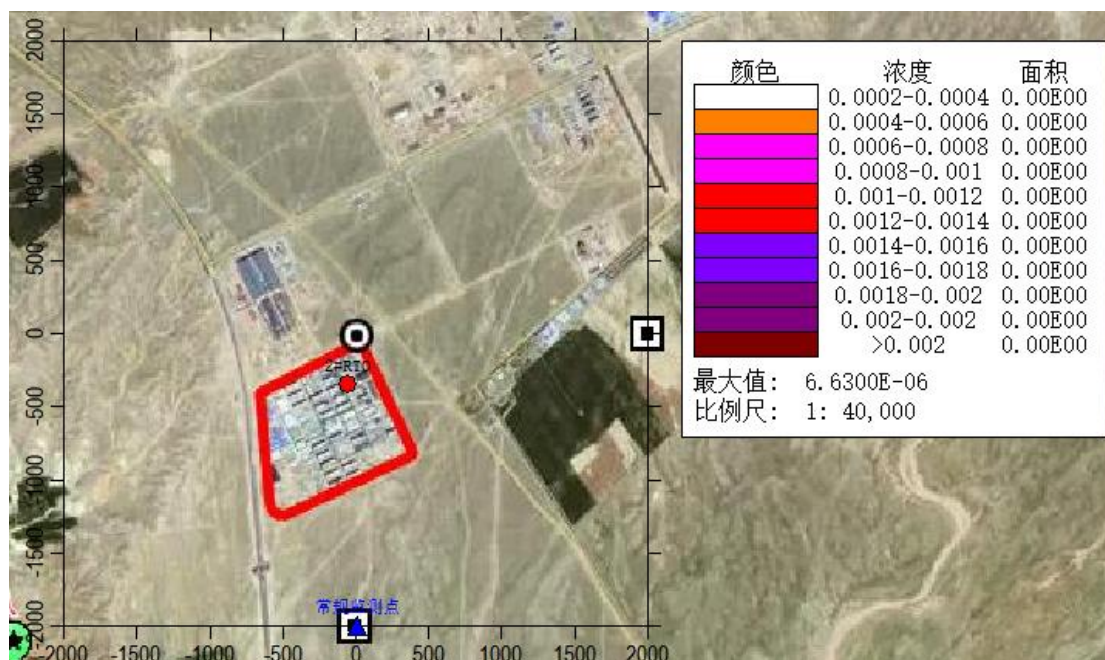 2000
1500
1000
500
0
-500
-1000
-1500
-2000
-2000 -1500 -1000 -500 0 500 1000 1500 2000
2#RTO
常规监测点
颜色 浓度 面积
0.0002-0.0004 0.00E00
0.0004-0.0006 0.00E00
0.0006-0.0008 0.00E00
0.0008-0.001 0.00E00
0.001-0.0012 0.00E00
0.0012-0.0014 0.00E00
0.0014-0.0016 0.00E00
0.0016-0.0018 0.00E00
0.0018-0.002 0.00E00
0.002-0.002 0.00E00
>0.002 0.00E00
最大值: 6.6300E-06
比例尺: 1: 40,000